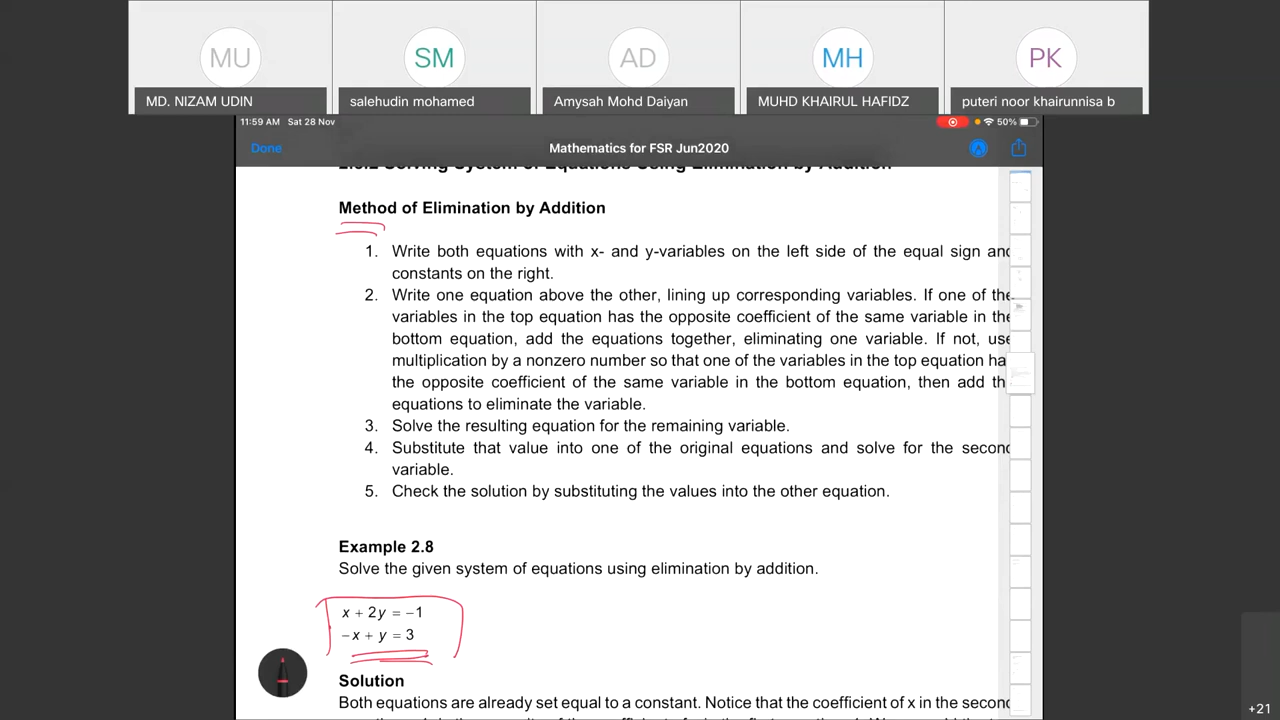 MU
SM
AD
MH
PK
MD. NIZAM UDIN
salehudin mohamed
Amysah Mohd Daiyan
MUHD KHAIRUL HAFIDZ
puteri noor khairunnisa b
11:59 AM Sat 28 Nov
50%
Done
Mathematics for FSR Jun2020
Solving System of Equations Using Elimination by Addition
Method of Elimination by Addition
1. Write both equations with x- and y-variables on the left side of the equal sign and
constants on the right.
2. Write one equation above the other, lining up corresponding variables. If one of the
variables in the top equation has the opposite coefficient of the same variable in the
bottom equation, add the equations together, eliminating one variable. If not, use
multiplication by a nonzero number so that one of the variables in the top equation ha
the opposite coefficient of the same variable in the bottom equation, then add th
equations to eliminate the variable.
3. Solve the resulting equation for the remaining variable.
4. Substitute that value into one of the original equations and solve for the second
variable.
5. Check the solution by substituting the values into the other equation.
Example 2.8
Solve the given system of equations using elimination by addition.
x + 2y = −1
−x + y = 3
Solution
Both equations are already set equal to a constant. Notice that the coefficient of x in the second
+21